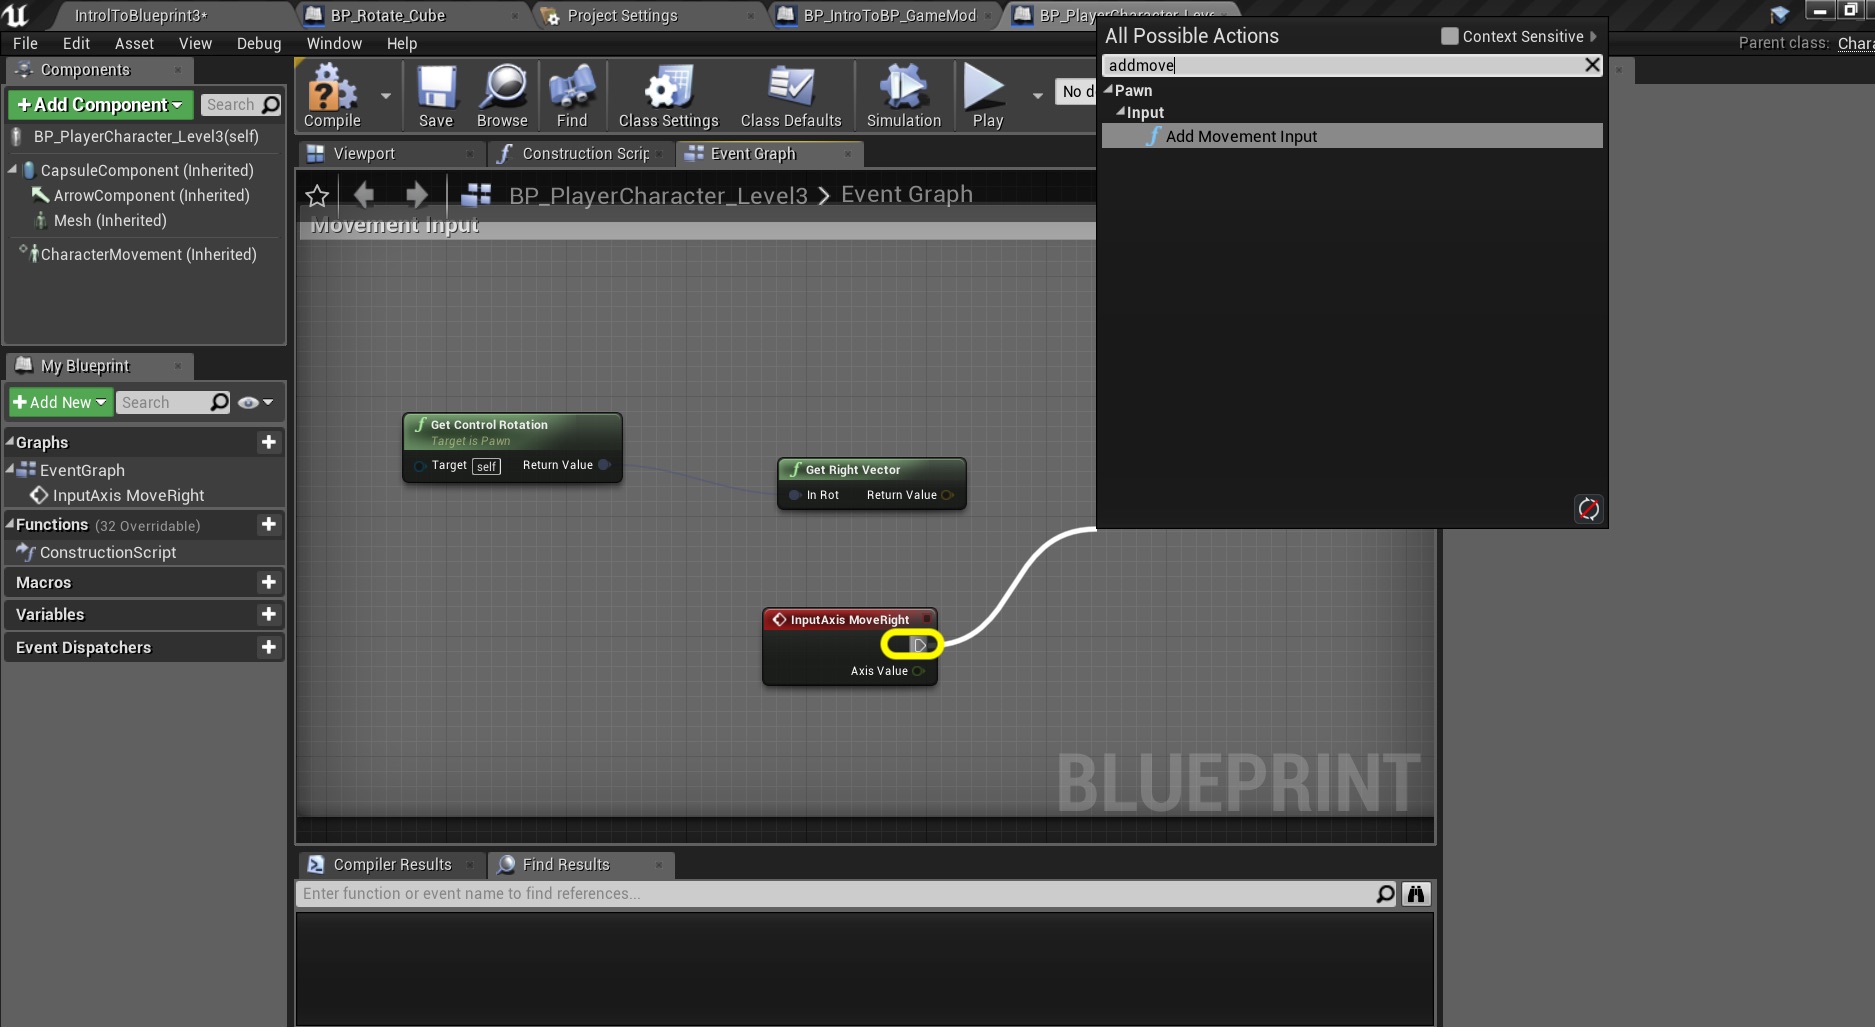 IntrolToBlueprint3*
BP_Rotate_Cube
Project Settings
BP_IntroToBP_GameMod
BP_PlayerCharacter_Leve
File Edit Asset View Debug Window Help
Parent class: Chara
Components
+Add Component
Search
BP_PlayerCharacter_Level3(self)
CapsuleComponent (Inherited)
ArrowComponent (Inherited)
Mesh (Inherited)
CharacterMovement (Inherited)
My Blueprint
+Add New
Search
Graphs
EventGraph
InputAxis MoveRight
Functions (32 Overridable)
ConstructionScript
Macros
Variables
Event Dispatchers
Compile Save Browse Find Class Settings Class Defaults Simulation Play
No d
Viewport
Construction Scrip
Event Graph
BP_PlayerCharacter_Level3 > Event Graph
Movement Input
Get Control Rotation
Target is Pawn
Target self Return Value
Get Right Vector
In Rot Return Value
InputAxis MoveRight
Axis Value
BLUEPRINT
All Possible Actions
Context Sensitive
addmove
Pawn
Input
Add Movement Input
Compiler Results
Find Results
Enter function or event name to find references...